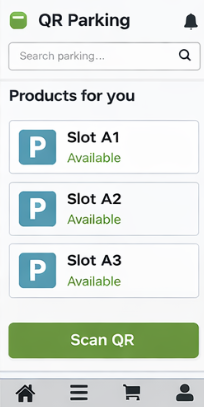 QR Parking
Search parking...
Products for you
P
Slot A1
Available
P
Slot A2
Available
P
Slot A3
Available
Scan QR